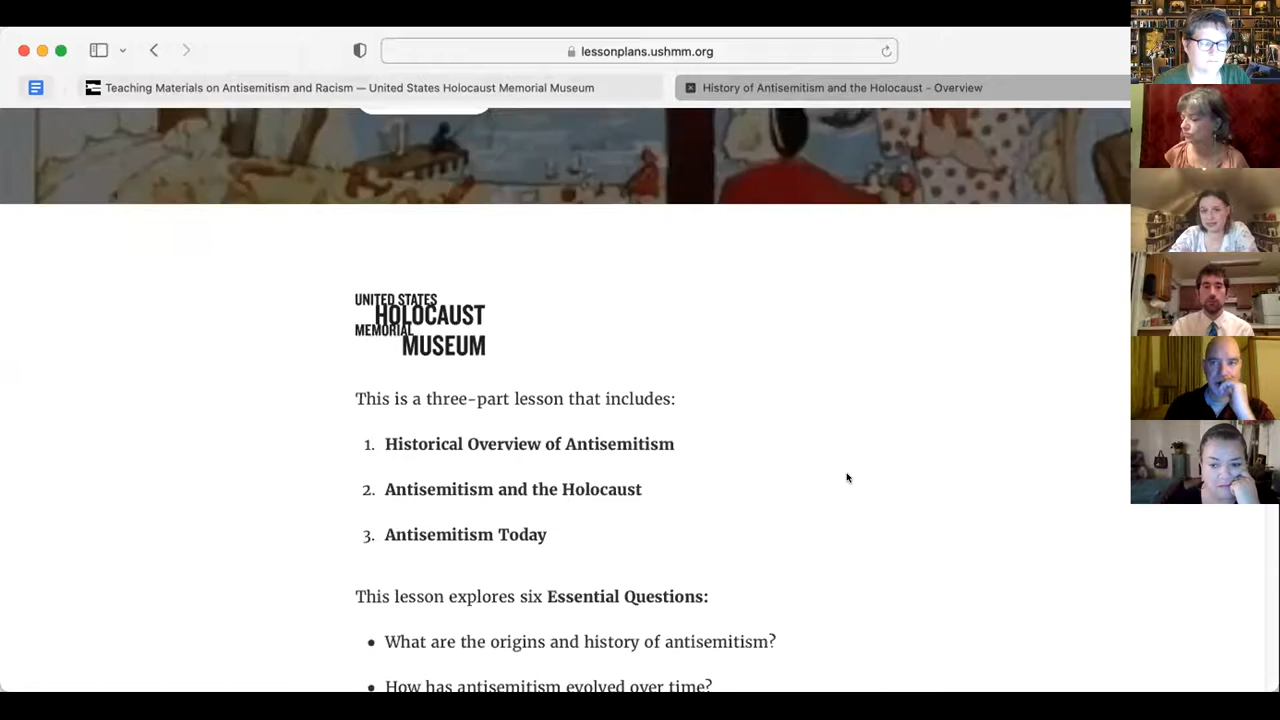 lessonplans.ushmm.org
Teaching Materials on Antisemitism and Racism — United States Holocaust Memorial Museum
History of Antisemitism and the Holocaust - Overview
UNITED STATES
HOLOCAUST
MEMORIAL
MUSEUM
This is a three-part lesson that includes:
1. Historical Overview of Antisemitism
2. Antisemitism and the Holocaust
3. Antisemitism Today
This lesson explores six Essential Questions:
• What are the origins and history of antisemitism?
• How has antisemitism evolved over time?